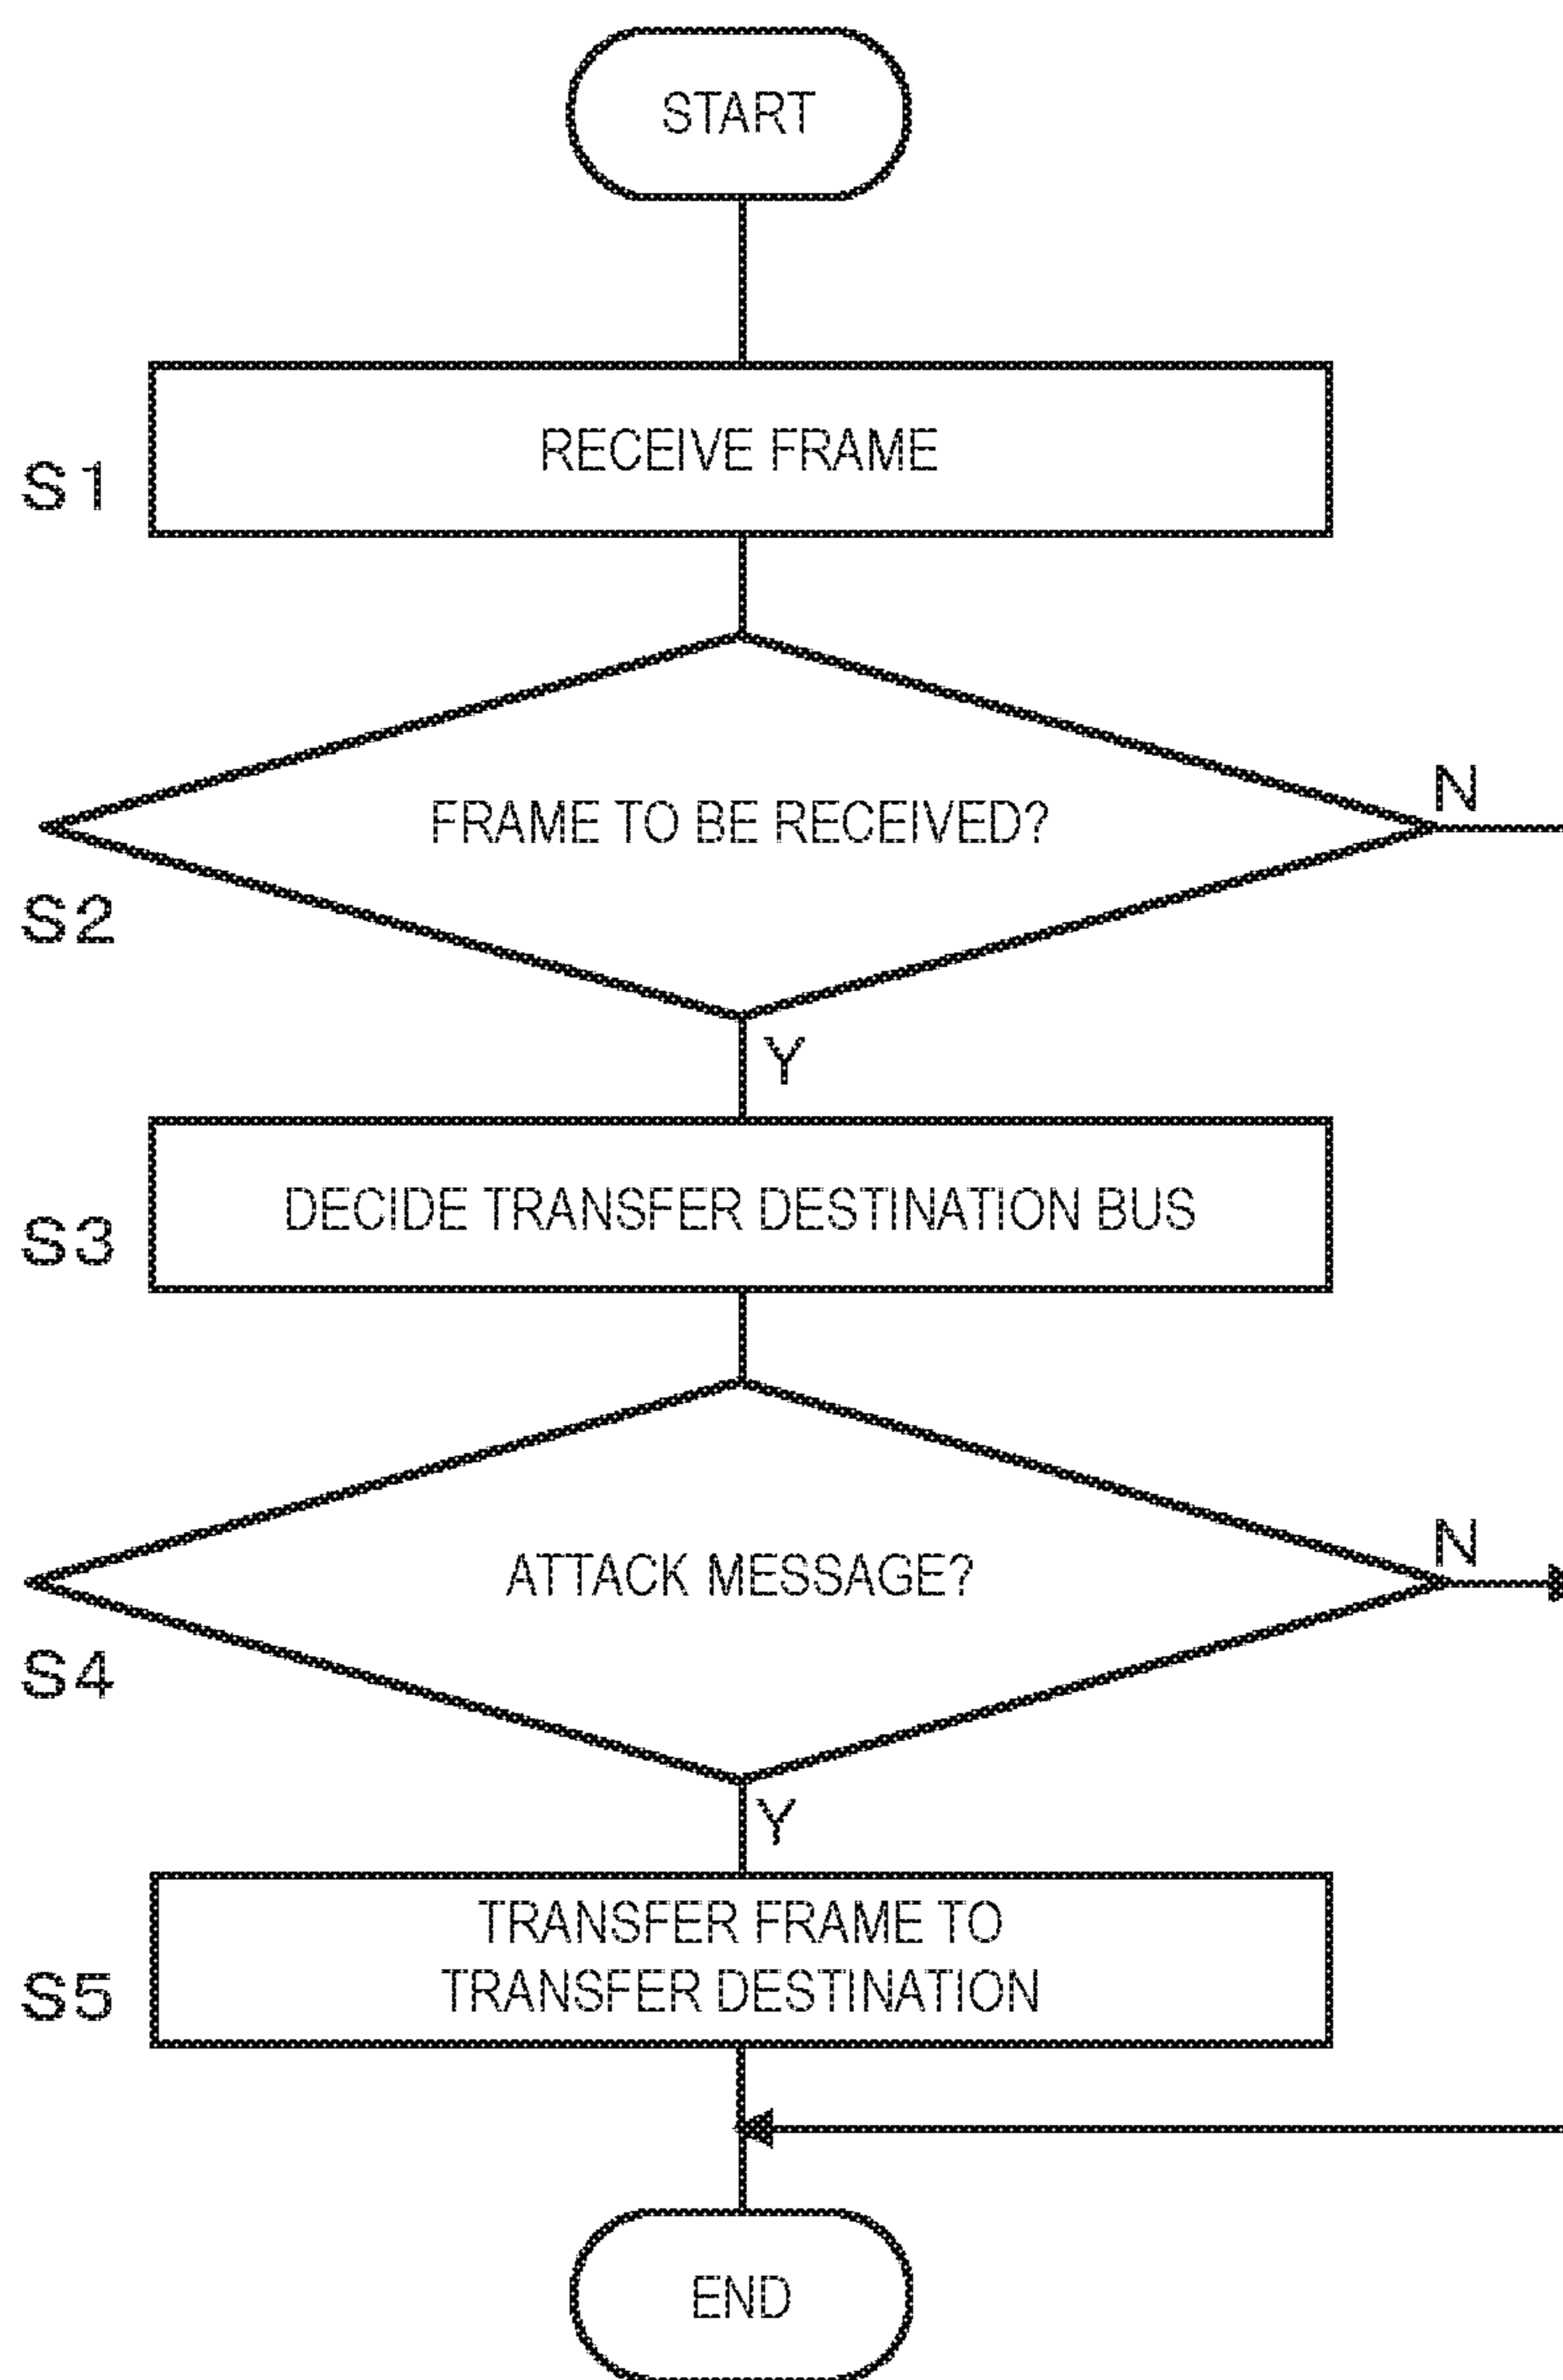 START
RECEIVE FRAME
S1
FRAME TO BE RECEIVED?
N
S2
Y
DECIDE TRANSFER DESTINATION BUS
S3
ATTACK MESSAGE?
N
S4
Y
TRANSFER FRAME TO
TRANSFER DESTINATION
S5
END